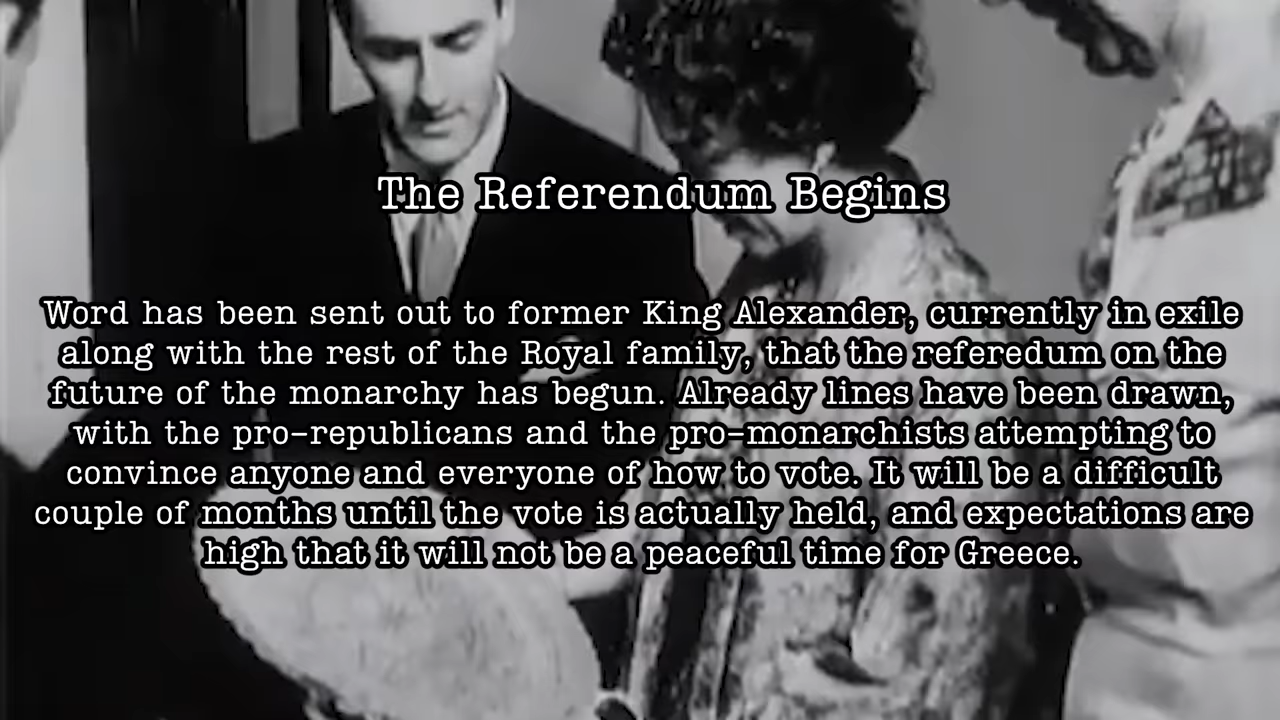 The Referendum Begins
Word has been sent out to former King Alexander, currently in exile
along with the rest of the Royal family, that the referedum on the
future of the monarchy has begun. Already lines have been drawn,
with the pro-republicans and the pro-monarchists attempting to
convince anyone and everyone of how to vote. It will be a difficult
couple of months until the vote is actually held, and expectations are
high that it will not be a peaceful time for Greece.